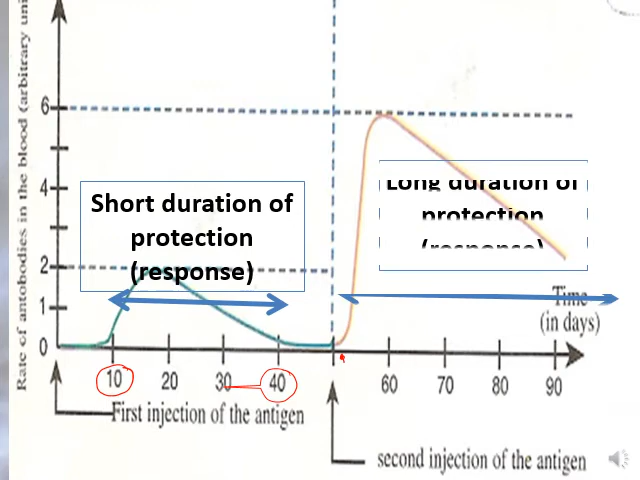 Rate of antobodies in the blood (arbitrary uni
6
4
2
1
0
Short duration of
protection
(response)
Long duration of
protection
(response)
Time
(in days)
10 20 30 40 60 70 80 90
First injection of the antigen
second injection of the antigen